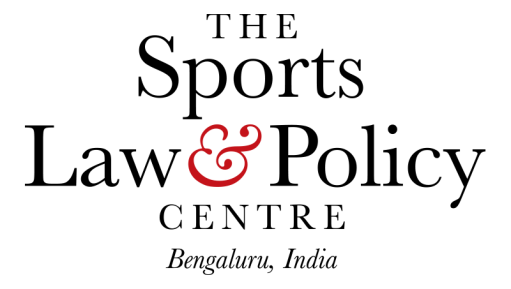 THE
Sports
Law & Policy
CENTRE
Bengaluru, India